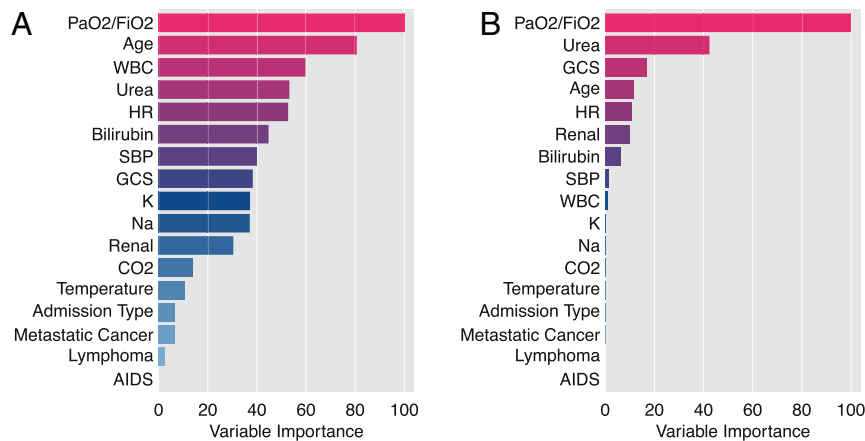 A
PaO2/FiO2
Age
WBC
Urea
HR
Bilirubin
SBP
GCS
K
Na
Renal
CO2
Temperature
Admission Type
Metastatic Cancer
Lymphoma
AIDS
0 20 40 60 80 100
Variable Importance
B
PaO2/FiO2
Urea
GCS
Age
HR
Renal
Bilirubin
SBP
WBC
K
Na
CO2
Temperature
Admission Type
Metastatic Cancer
Lymphoma
AIDS
0 20 40 60 80 100
Variable Importance